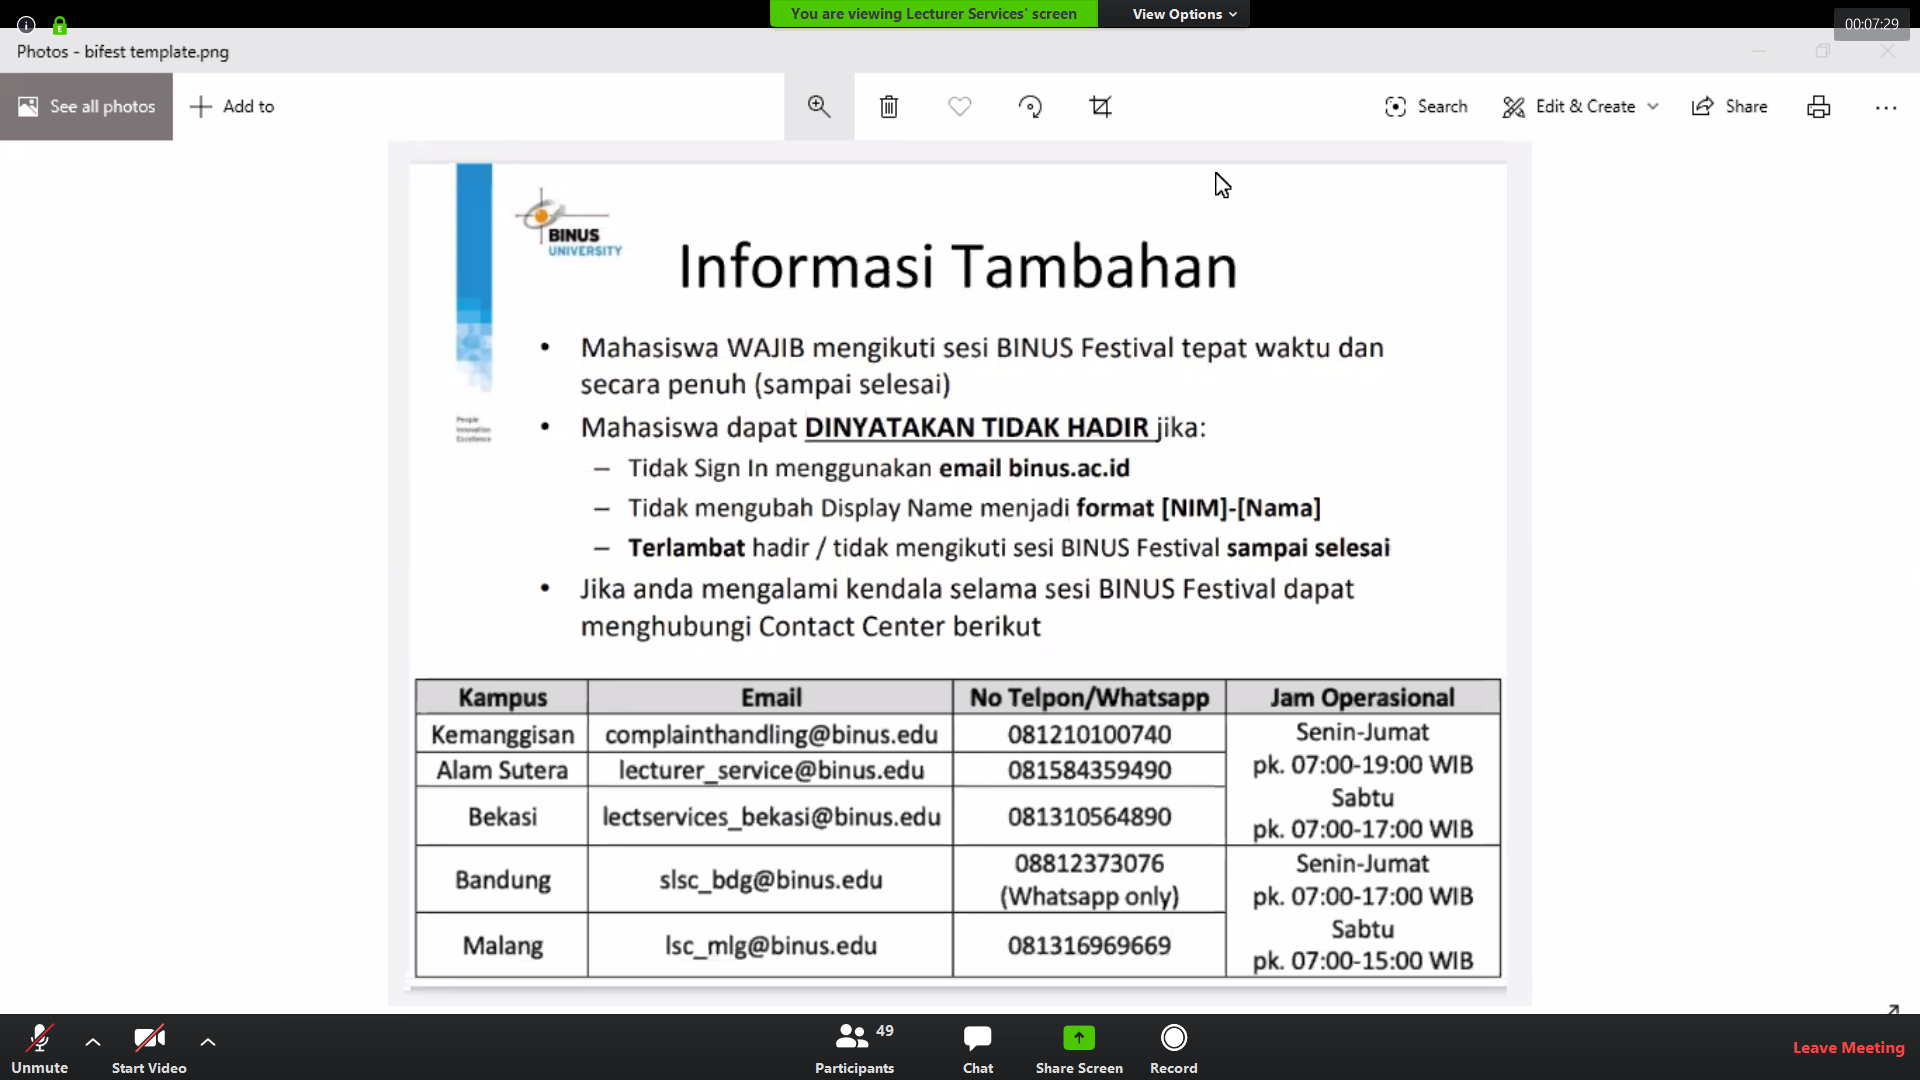 You are viewing Lecturer Services' screen
View Options
00:07:29
Photos - bifest template.png
See all photos
Add to
Search
Edit & Create
Share
BINUS
UNIVERSITY
Informasi Tambahan
• Mahasiswa WAJIB mengikuti sesi BINUS Festival tepat waktu dan
secara penuh (sampai selesai)
People
Innovation
Excellence
• Mahasiswa dapat DINYATAKAN TIDAK HADIR jika:
– Tidak Sign In menggunakan email binus.ac.id
– Tidak mengubah Display Name menjadi format [NIM]-[Nama]
– Terlambat hadir / tidak mengikuti sesi BINUS Festival sampai selesai
• Jika anda mengalami kendala selama sesi BINUS Festival dapat
menghubungi Contact Center berikut
Kampus Email No Telpon/Whatsapp Jam Operasional
Kemanggisan complainthandling@binus.edu 081210100740
Alam Sutera lecturer_service@binus.edu 081584359490
Bekasi lectservices_bekasi@binus.edu 081310564890
Senin-Jumat
pk. 07:00-19:00 WIB
Sabtu
pk. 07:00-17:00 WIB
Bandung slsc_bdg@binus.edu 08812373076
(Whatsapp only)
Malang lsc_mlg@binus.edu 081316969669
Senin-Jumat
pk. 07:00-17:00 WIB
Sabtu
pk. 07:00-15:00 WIB
Unmute
Start Video
49
Participants
Chat
Share Screen
Record
Leave Meeting